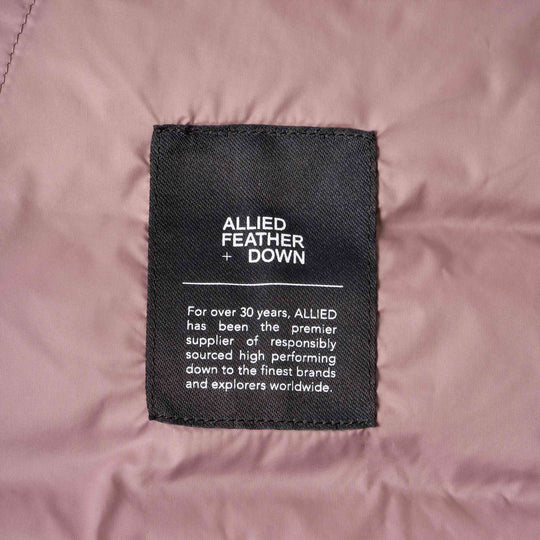 ALLIED
FEATHER
+ DOWN
For over 30 years, ALLIED
has been the premier
supplier of responsibly
sourced high performing
down to the finest brands
and explorers worldwide.